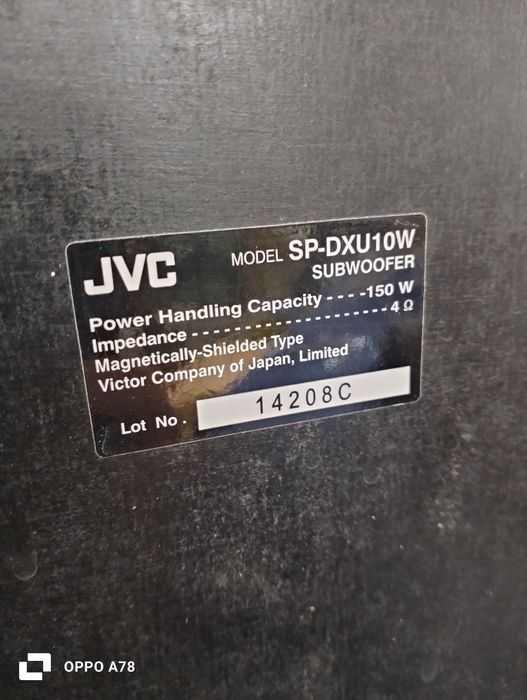 JVC
MODEL SP-DXU10W
SUBWOOFER
Power Handling Capacity - - - -150 W
Impedance - - - - - - - - - - - - - - - - - - - - 4 Ω
Magnetically-Shielded Type
Victor Company of Japan, Limited
Lot No. 14208C
OPPO A78